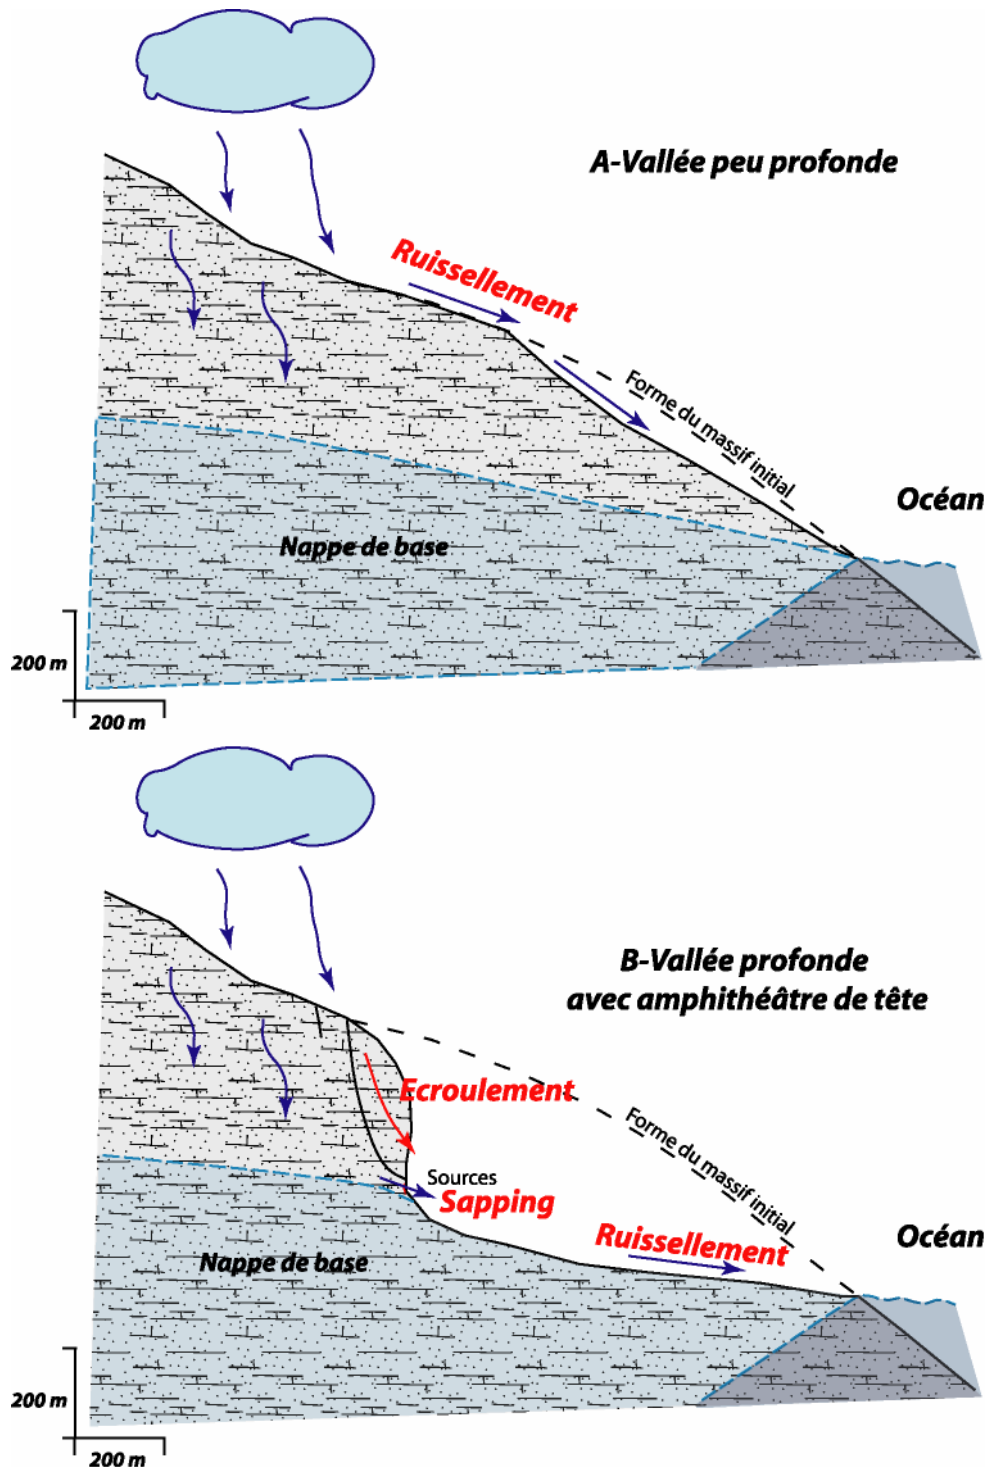 A-Vallée peu profonde
Ruissellement
Forme du massif initial
Océan
Nappe de base
200 m
200 m
B-Vallée profonde
avec amphithéâtre de tête
Ecroulement
Forme du massif initial
Sources
Sapping
Ruissellement
Océan
Nappe de base
200 m
200 m